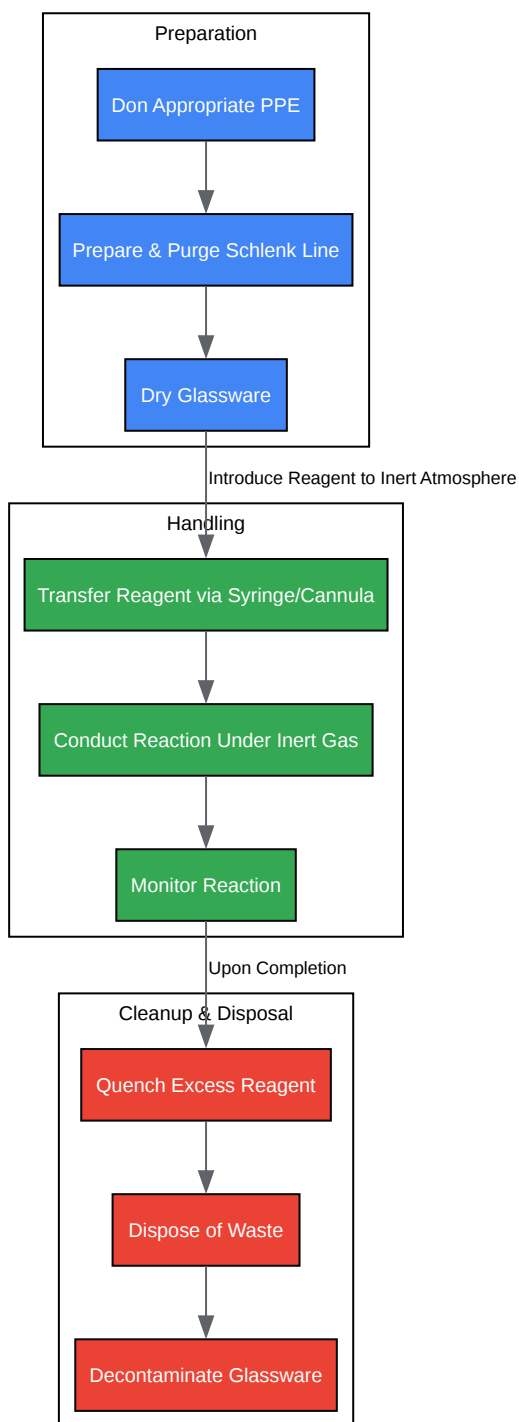 Preparation
Don Appropriate PPE
Prepare & Purge Schlenk Line
Dry Glassware
Introduce Reagent to Inert Atmosphere
Handling
Transfer Reagent via Syringe/Cannula
Conduct Reaction Under Inert Gas
Monitor Reaction
Upon Completion
Cleanup & Disposal
Quench Excess Reagent
Dispose of Waste
Decontaminate Glassware